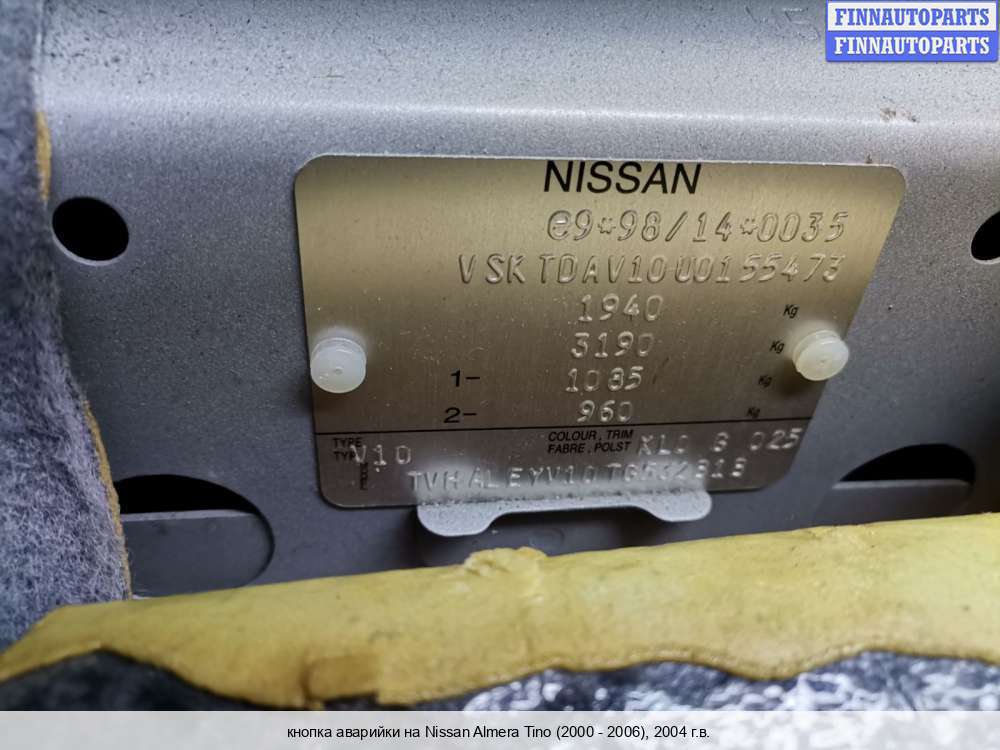 FINNAUTOPARTS
FINNAUTOPARTS
NISSAN
e9*98/14*0035
VSKTDAV10U0155473
1940 Kg
3190 Kg
1- 1085 Kg
2- 960 Kg
TYPE
TYP V10
COLOUR, TRIM
FABRE, POLST KL0 G 025
кнопка аварийки на Nissan Almera Tino (2000 - 2006), 2004 г.в.